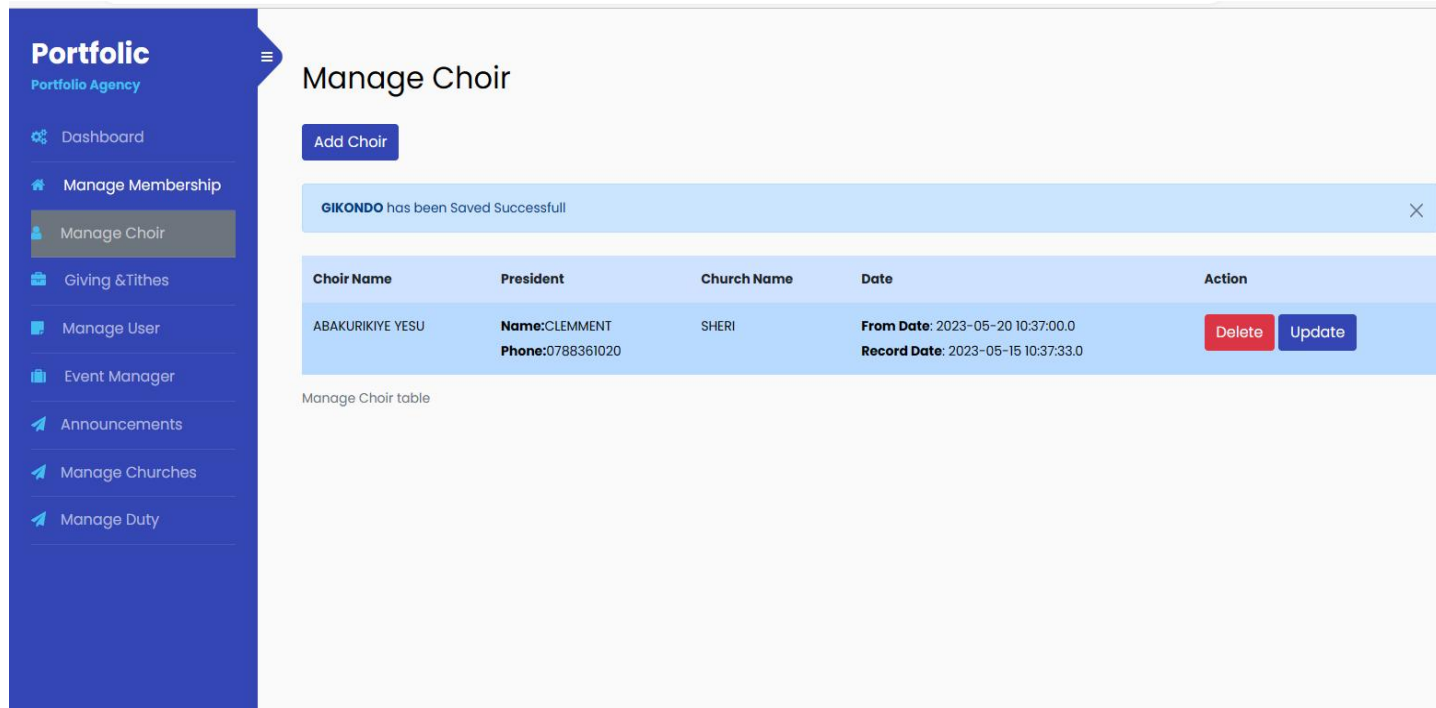 Portfolic
Portfolio Agency
Dashboard
Manage Membership
Manage Choir
Giving &Tithes
Manage User
Event Manager
Announcements
Manage Churches
Manage Duty
Manage Choir
Add Choir
GIKONDO has been Saved Successfull
Choir Name President Church Name Date Action
ABAKURIKIYE YESU Name:CLEMMENT SHERI From Date: 2023-05-20 10:37:00.0 Delete Update
Phone:0788361020 Record Date: 2023-05-15 10:37:33.0
Manage Choir table